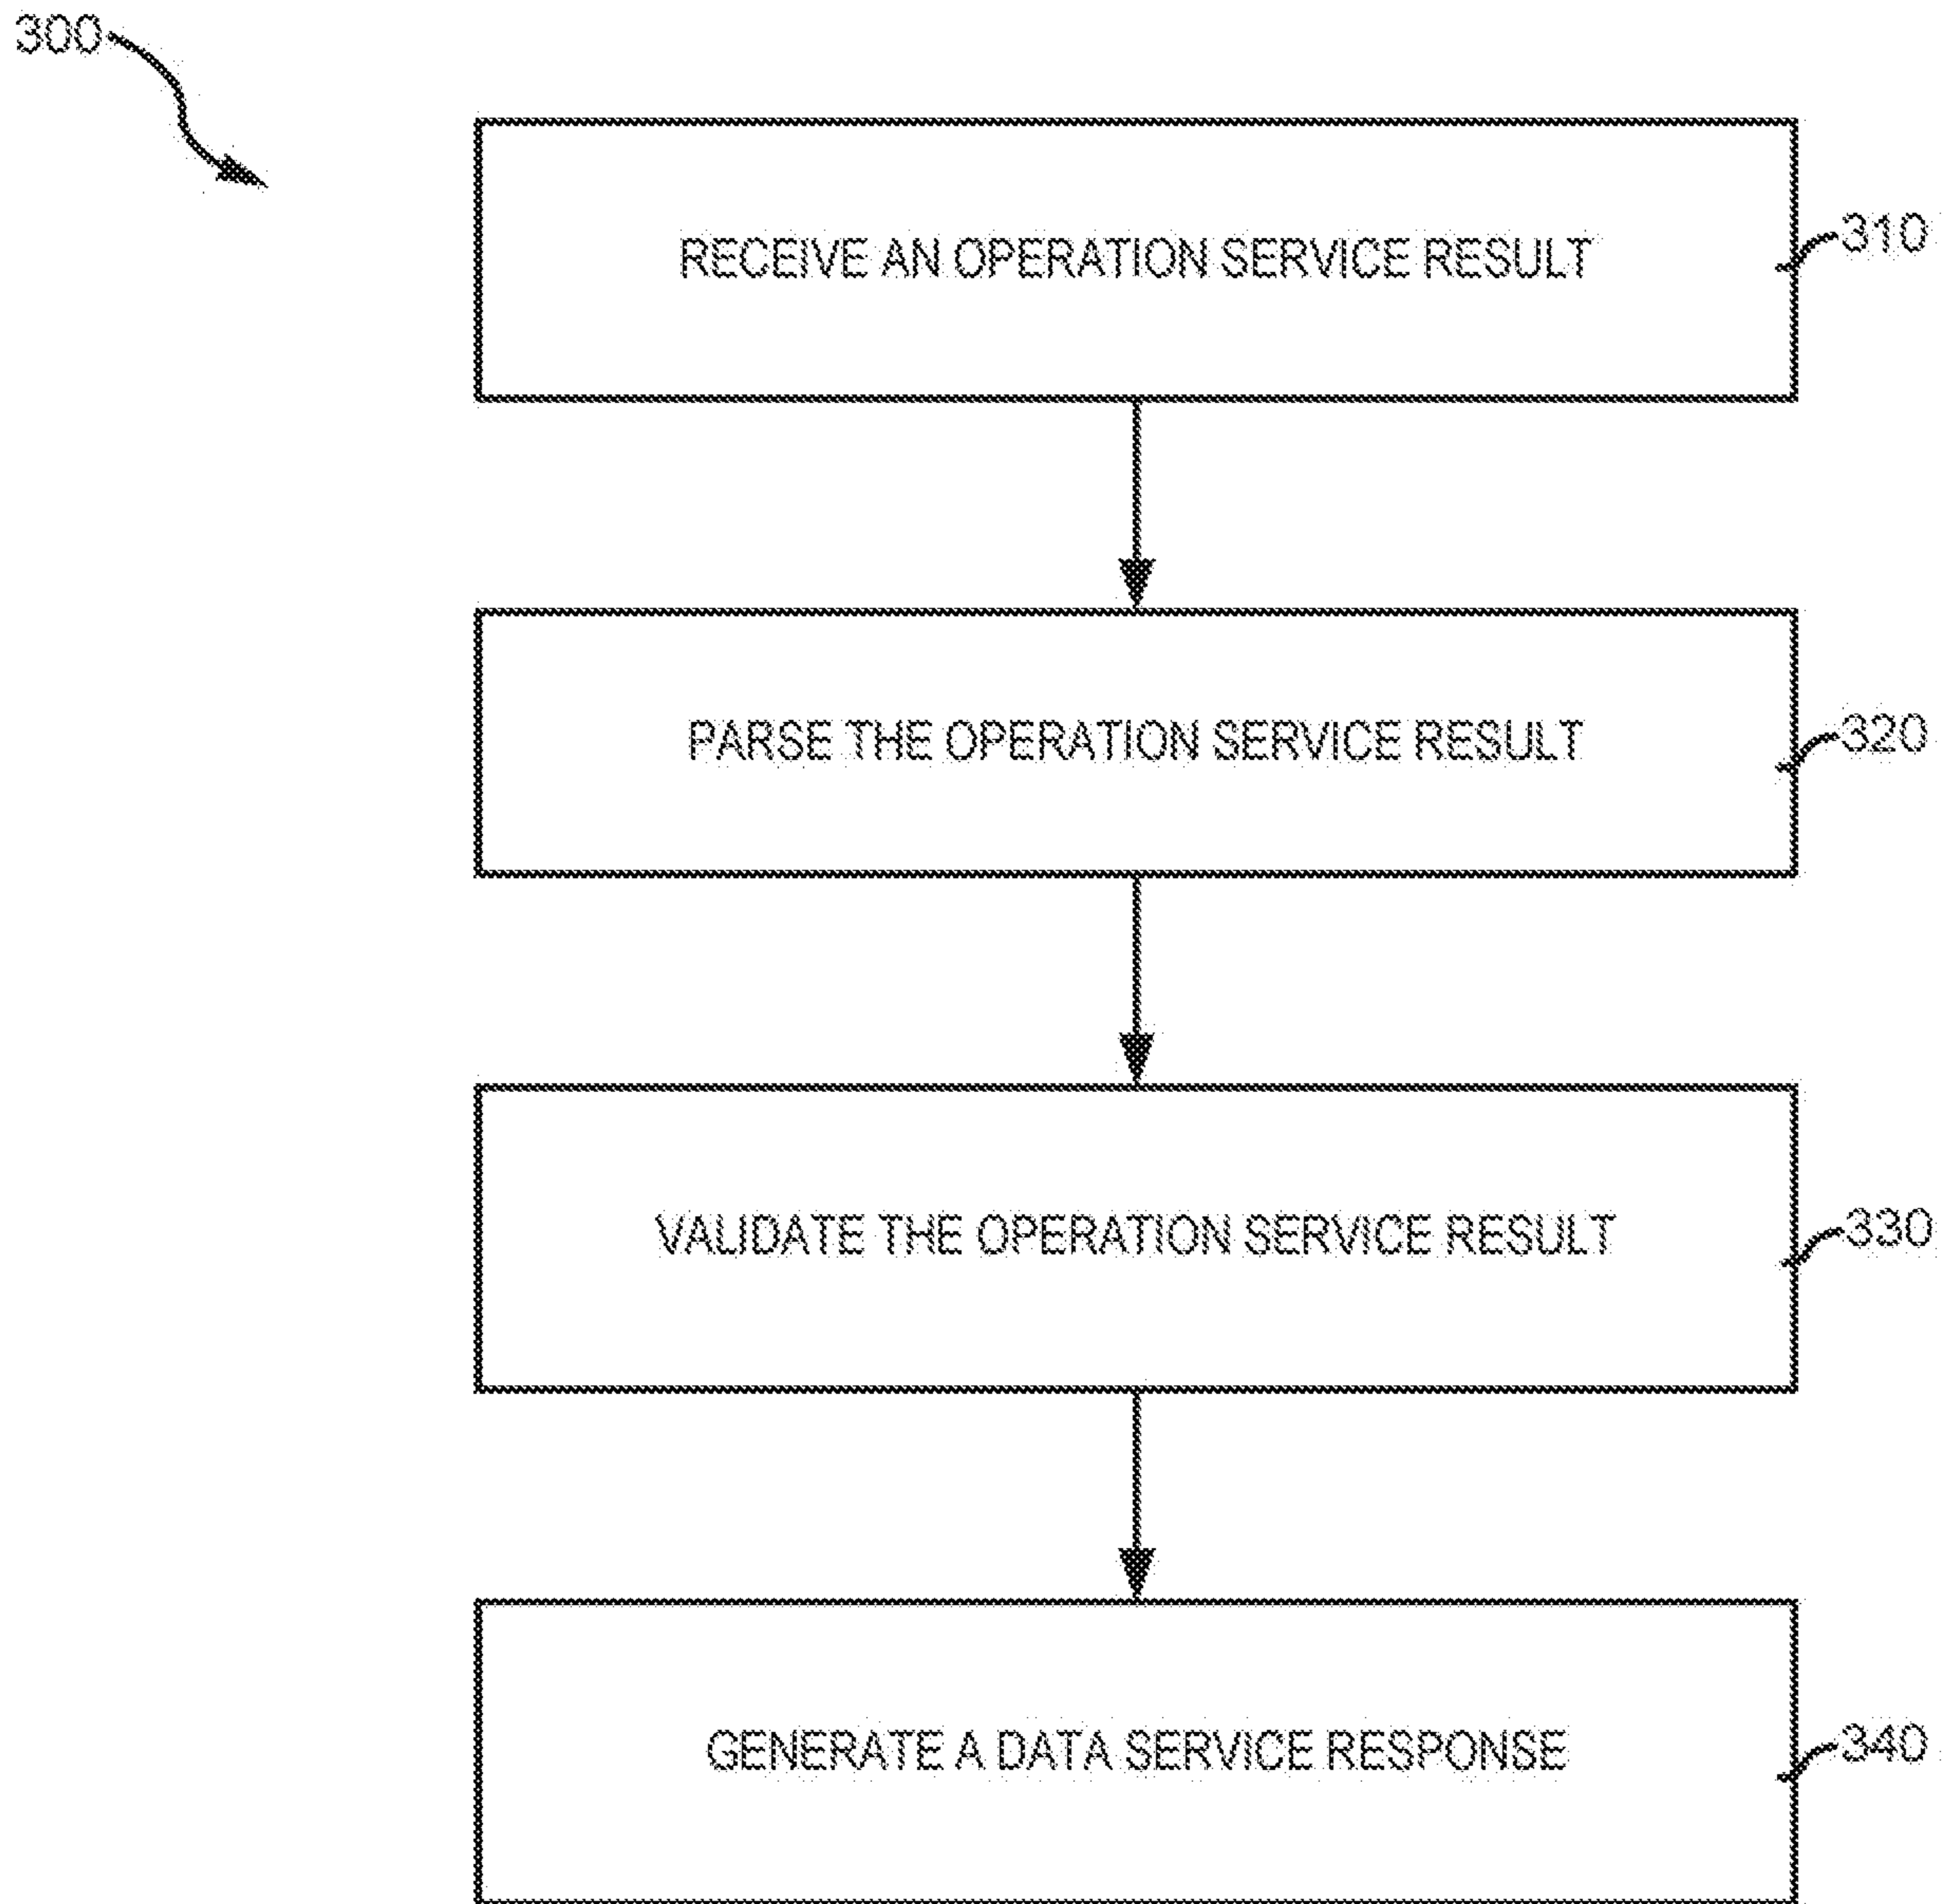 300
RECEIVE AN OPERATION SERVICE RESULT
310
PARSE THE OPERATION SERVICE RESULT
320
VALIDATE THE OPERATION SERVICE RESULT
330
GENERATE A DATA SERVICE RESPONSE
340